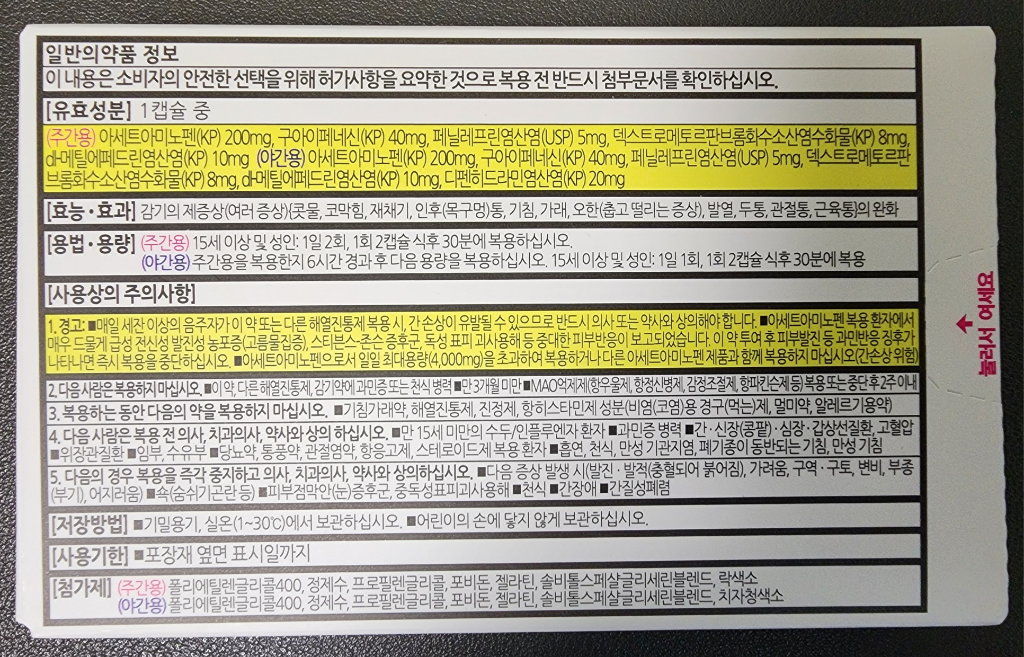 일반의약품 정보
이 내용은 소비자의 안전한 선택을 위해 허가사항을 요약한 것으로 복용 전 반드시 첨부문서를 확인하십시오.
[유효성분] 1캡슐 중
(주간용) 아세트아미노펜(KP) 200mg, 구아이페네신(KP) 40mg, 페닐레프린염산염(USP) 5mg, 덱스트로메토르판브롬화수소산염수화물(KP) 8mg,
dl-메틸에페드린염산염(KP) 10mg (야간용) 아세트아미노펜(KP) 200mg, 구아이페네신(KP) 40mg, 페닐레프린염산염(USP) 5mg, 덱스트로메토르판
브롬화수소산염수화물(KP) 8mg, dl-메틸에페드린염산염(KP) 10mg, 디펜히드라민염산염(KP) 20mg
[효능·효과] 감기의 제증상(여러 증상){콧물, 코막힘, 재채기, 인후(목구멍)통, 기침, 가래, 오한(춥고 떨리는 증상), 발열, 두통, 관절통, 근육통)의 완화
[용법·용량] (주간용) 15세 이상 및 성인: 1일 2회, 1회 2캡슐 식후 30분에 복용하십시오.
(야간용) 주간용을 복용한지 6시간 경과 후 다음 용량을 복용하십시오. 15세 이상 및 성인: 1일 1회, 1회 2캡슐 식후 30분에 복용
[사용상의 주의사항]
1. 경고: ■매일 세잔 이상의 음주자가 이 약 또는 다른 해열진통제 복용 시, 간 손상이 유발될 수 있으므로 반드시 의사 또는 약사와 상의해야 합니다. ■아세트아미노펜 복용 환자에서
매우 드물게 급성 전신성 발진성 농포증(고름물집증), 스티븐스-존슨 증후군, 독성 표피 괴사용해 등 중대한 피부반응이 보고되었습니다. 이 약 투여 후 피부발진 등 과민반응 징후가
나타나면 즉시 복용을 중단하십시오. ■아세트아미노펜으로서 일일 최대용량(4,000mg)을 초과하여 복용하거나 다른 아세트아미노펜 제품과 함께 복용하지 마십시오(간손상 위험)
2. 다음 사람은 복용하지 마십시오. ■이 약, 다른 해열진통제, 감기약에 과민증 또는 천식 병력 ■만 3개월 미만 ■MAO억제제(항우울제, 항정신병제, 감정조절제, 항파킨슨제 등) 복용 또는 중단 후 2주 이내
3. 복용하는 동안 다음의 약을 복용하지 마십시오. ■기침가래약, 해열진통제, 진정제, 항히스타민제 성분(비염(코염)용 경구(먹는)제, 멀미약, 알레르기용약)
4. 다음 사람은 복용 전 의사, 치과의사, 약사와 상의 하십시오. ■만 15세 미만의 수두/인플루엔자 환자 ■과민증 병력 ■간·신장(콩팥)·심장·갑상선질환, 고혈압
■위장관질환 ■임부, 수유부 ■당뇨약, 통풍약, 관절염약, 항응고제, 스테로이드제 복용 환자 ■흡연, 천식, 만성 기관지염, 폐기종이 동반되는 기침, 만성 기침
5. 다음의 경우 복용을 즉각 중지하고 의사, 치과의사, 약사와 상의하십시오. ■다음 증상 발생 시(발진·발적(충혈되어 붉어짐), 가려움, 구역·구토, 변비, 부종
(부기), 어지러움) ■쇽(숨쉬기곤란 등) ■피부점막안(눈)증후군, 중독성표피괴사용해 ■천식 ■간장애 ■간질성폐렴
[저장방법] ■기밀용기, 실온(1~30℃)에서 보관하십시오. ■어린이의 손에 닿지 않게 보관하십시오.
[사용기한] ■포장재 옆면 표시일까지
[첨가제] (주간용) 폴리에틸렌글리콜400, 정제수, 프로필렌글리콜, 포비돈, 젤라틴, 솔비톨스페샬글리세린블렌드, 락색소
(야간용) 폴리에틸렌글리콜400, 정제수, 프로필렌글리콜, 포비돈, 젤라틴, 솔비톨스페샬글리세린블렌드, 치자청색소
눌러서 여세요